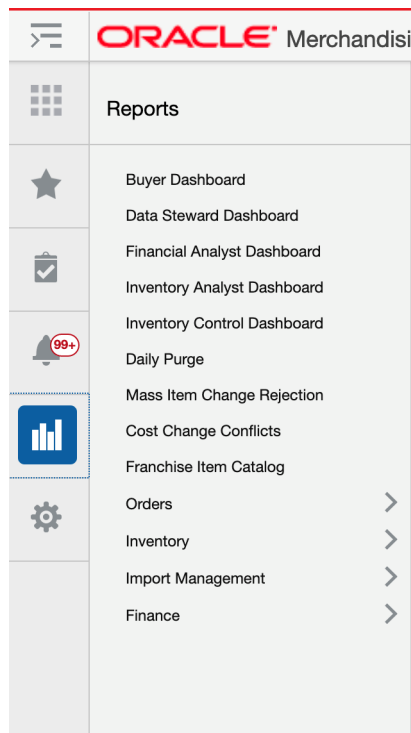 ORACLE Merchandisi
Reports
Buyer Dashboard
Data Steward Dashboard
Financial Analyst Dashboard
Inventory Analyst Dashboard
Inventory Control Dashboard
99+
Daily Purge
Mass Item Change Rejection
Cost Change Conflicts
Franchise Item Catalog
Orders
Inventory
Import Management
Finance